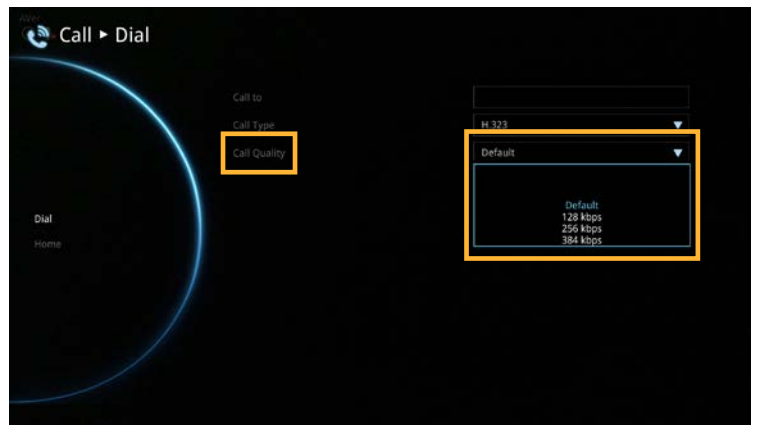 AVer
Call ► Dial
Call to
Call Type
H.323 ▼
Call Quality
Default ▼
Default
128 kbps
256 kbps
384 kbps
Dial
Home